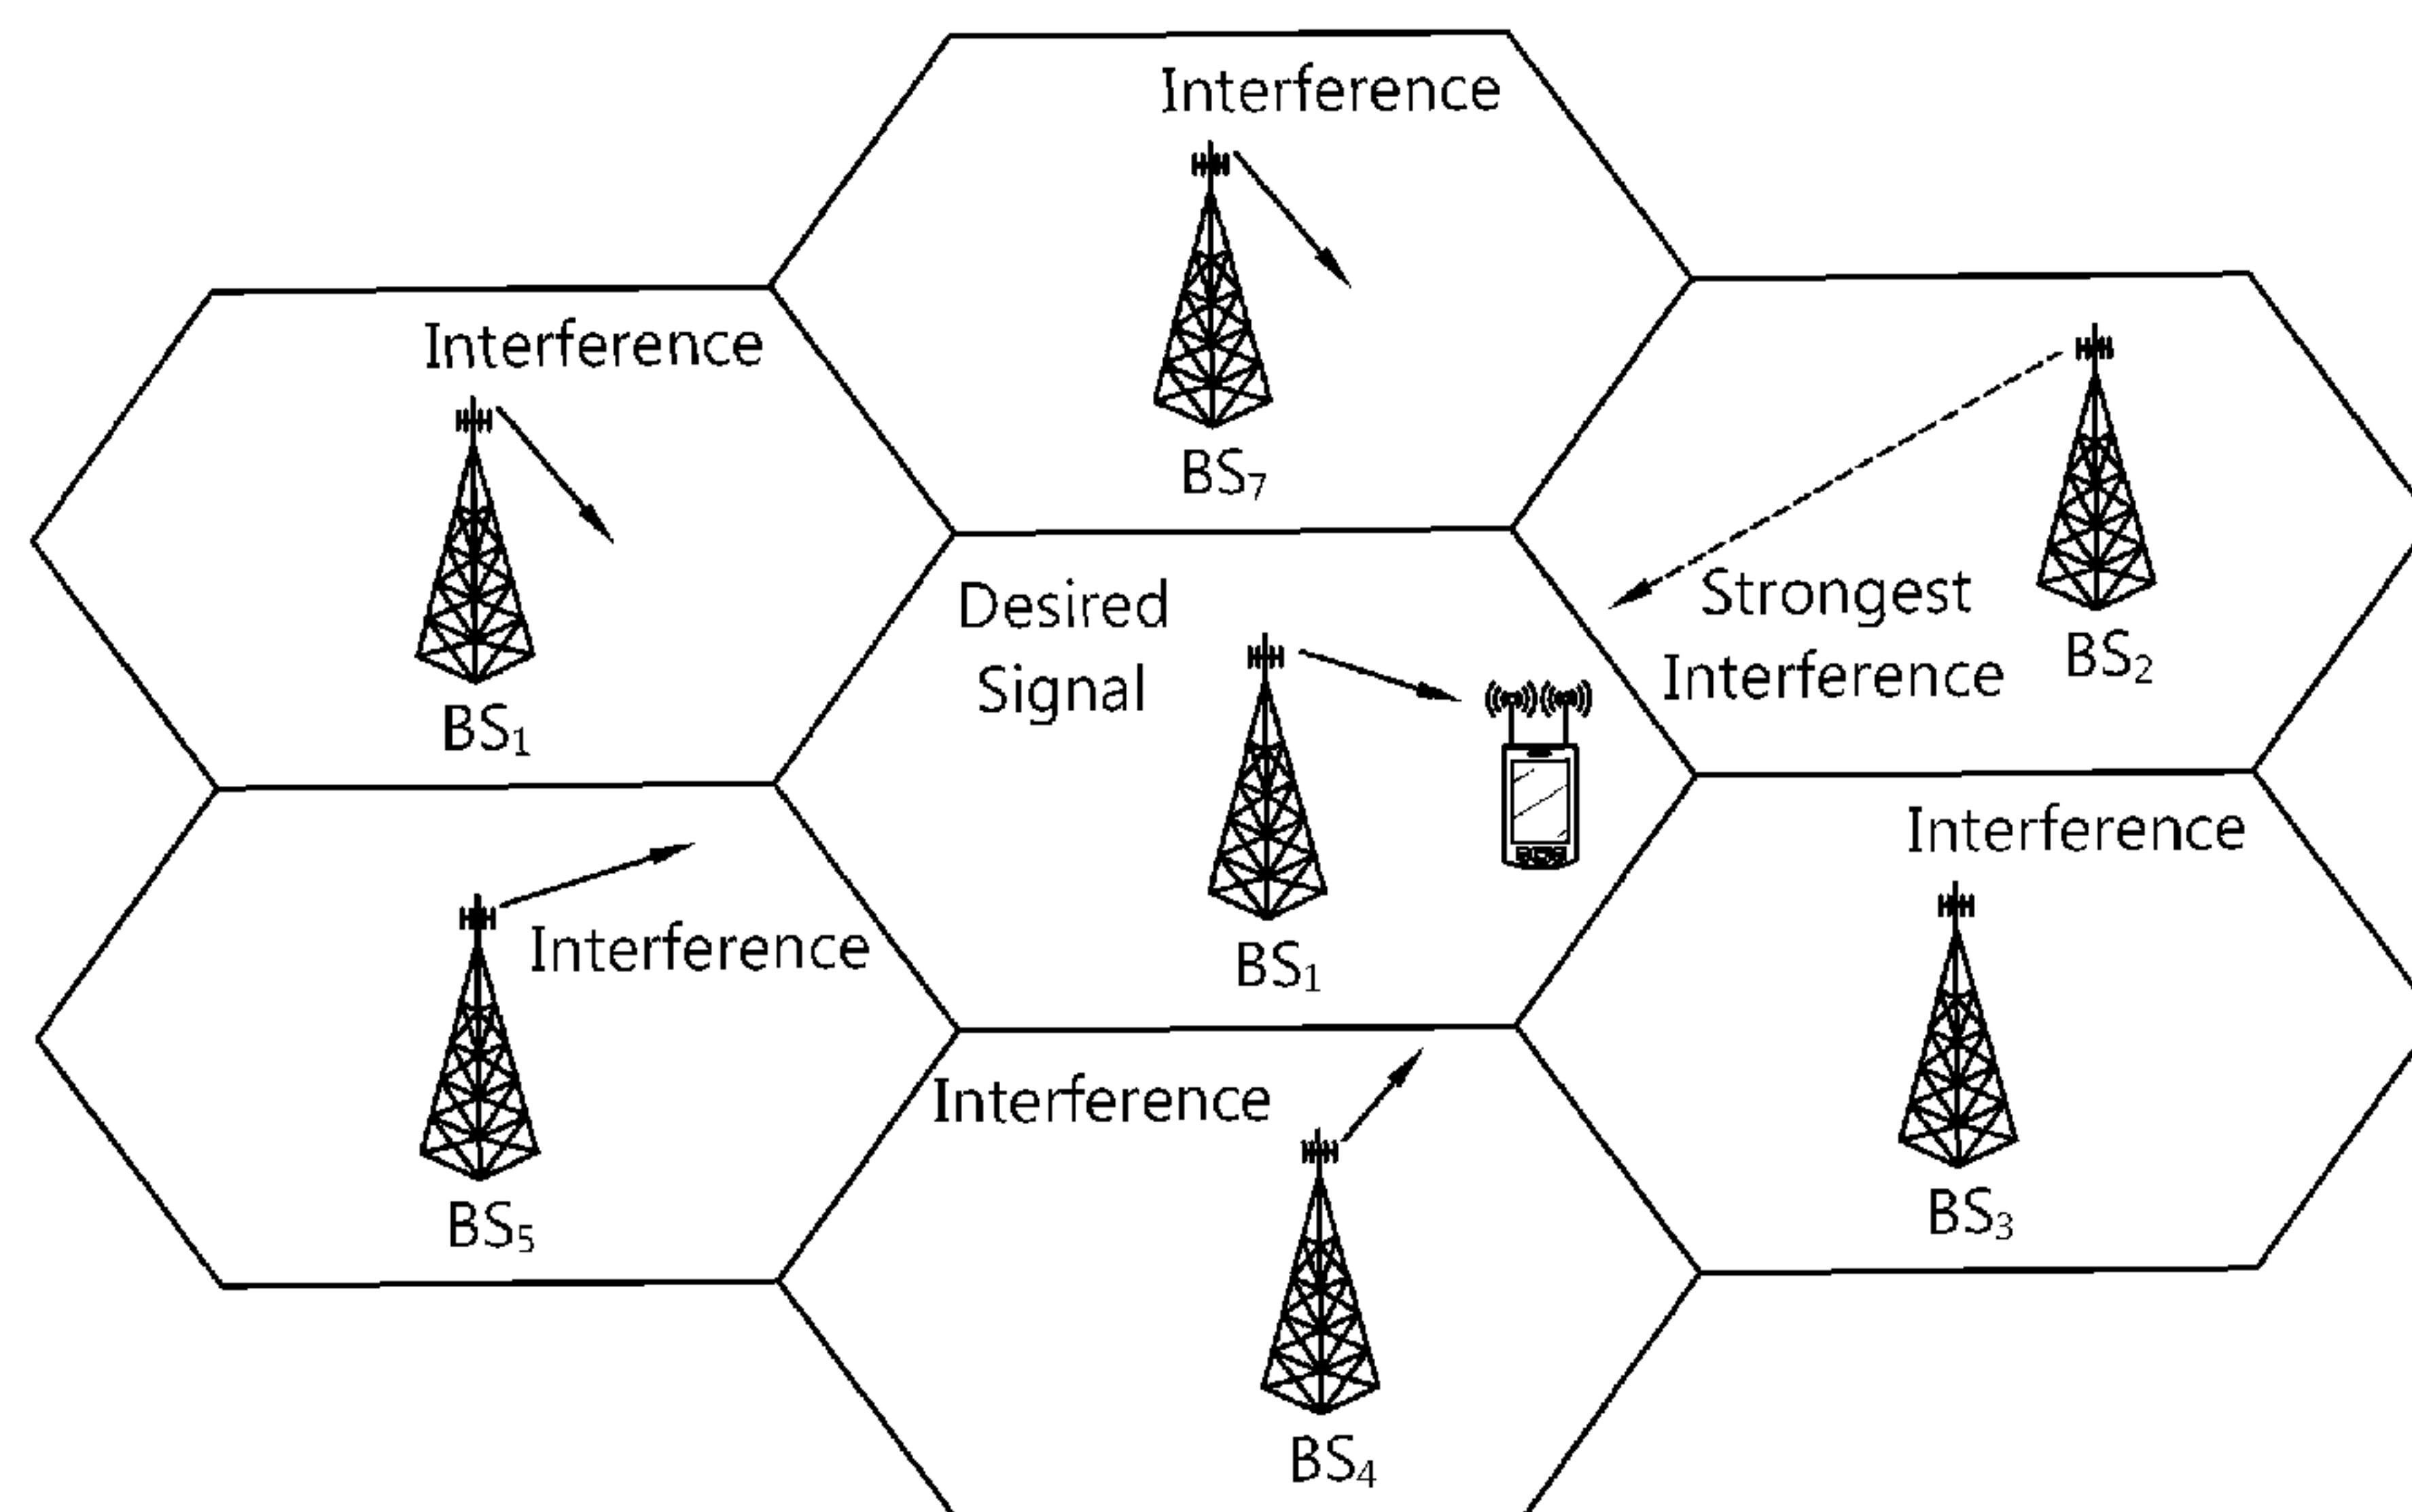 Interference
BS₇
Interference
BS₁
Strongest
Interference
BS₂
Desired
Signal
BS₁
Interference
BS₃
Interference
BS₅
Interference
BS₄